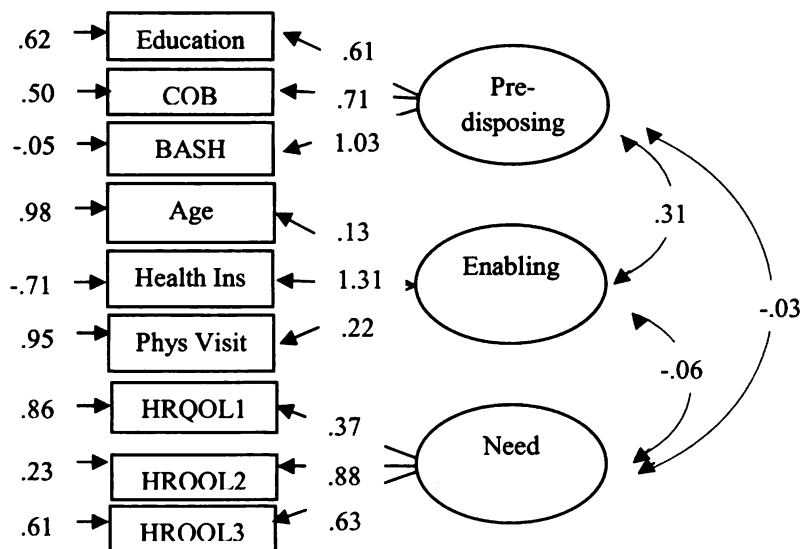 .62 Education .61
.50 COB .71 Pre-
disposing
-.05 BASH 1.03
.98 Age .13 .31
-.71 Health Ins 1.31 Enabling
-.03
.95 Phys Visit .22
-.06
.86 HRQOL1 .37
Need
.23 HRQOL2 .88
.61 HRQOL3 .63